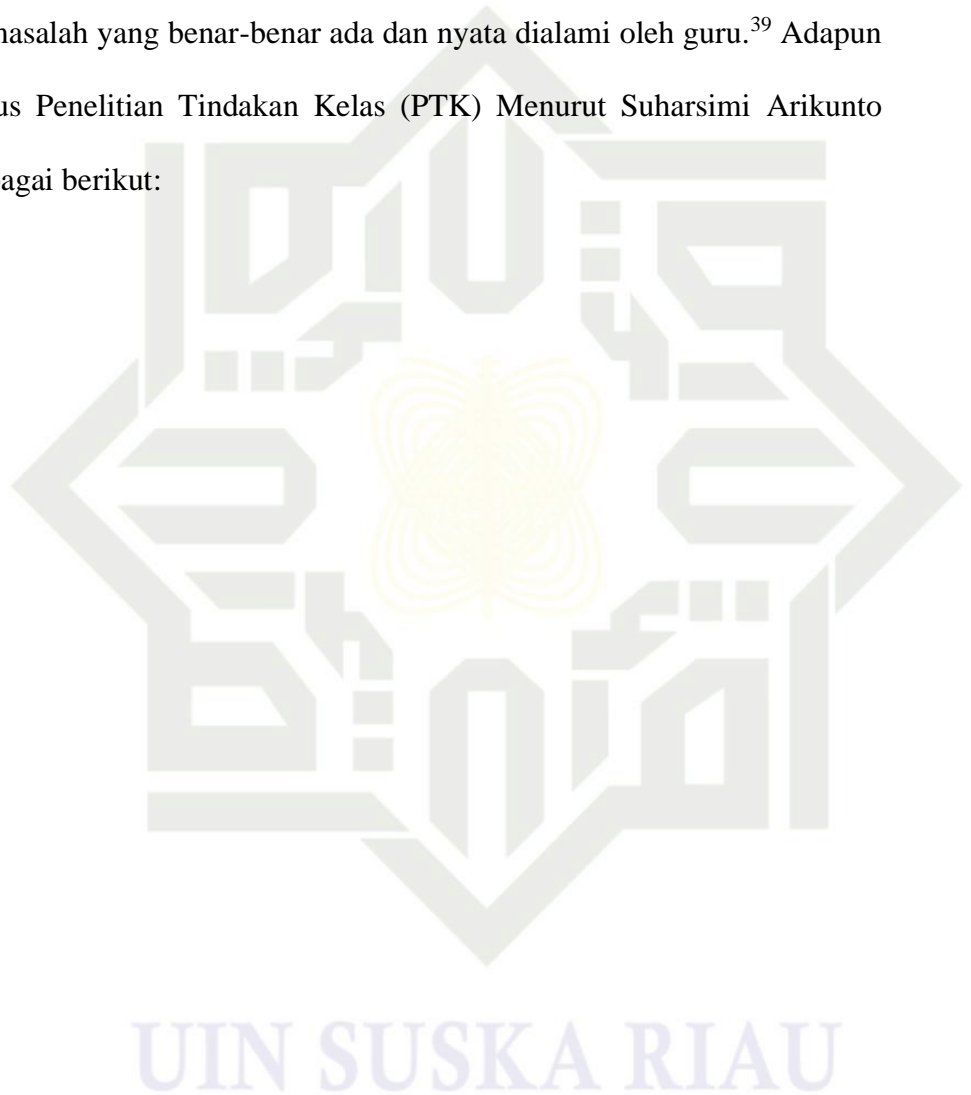 masalah yang benar-benar ada dan nyata dialami oleh guru.³⁹ Adapun
us Penelitian Tindakan Kelas (PTK) Menurut Suharsimi Arikunto
bagai berikut:
UIN SUSKA RIAU